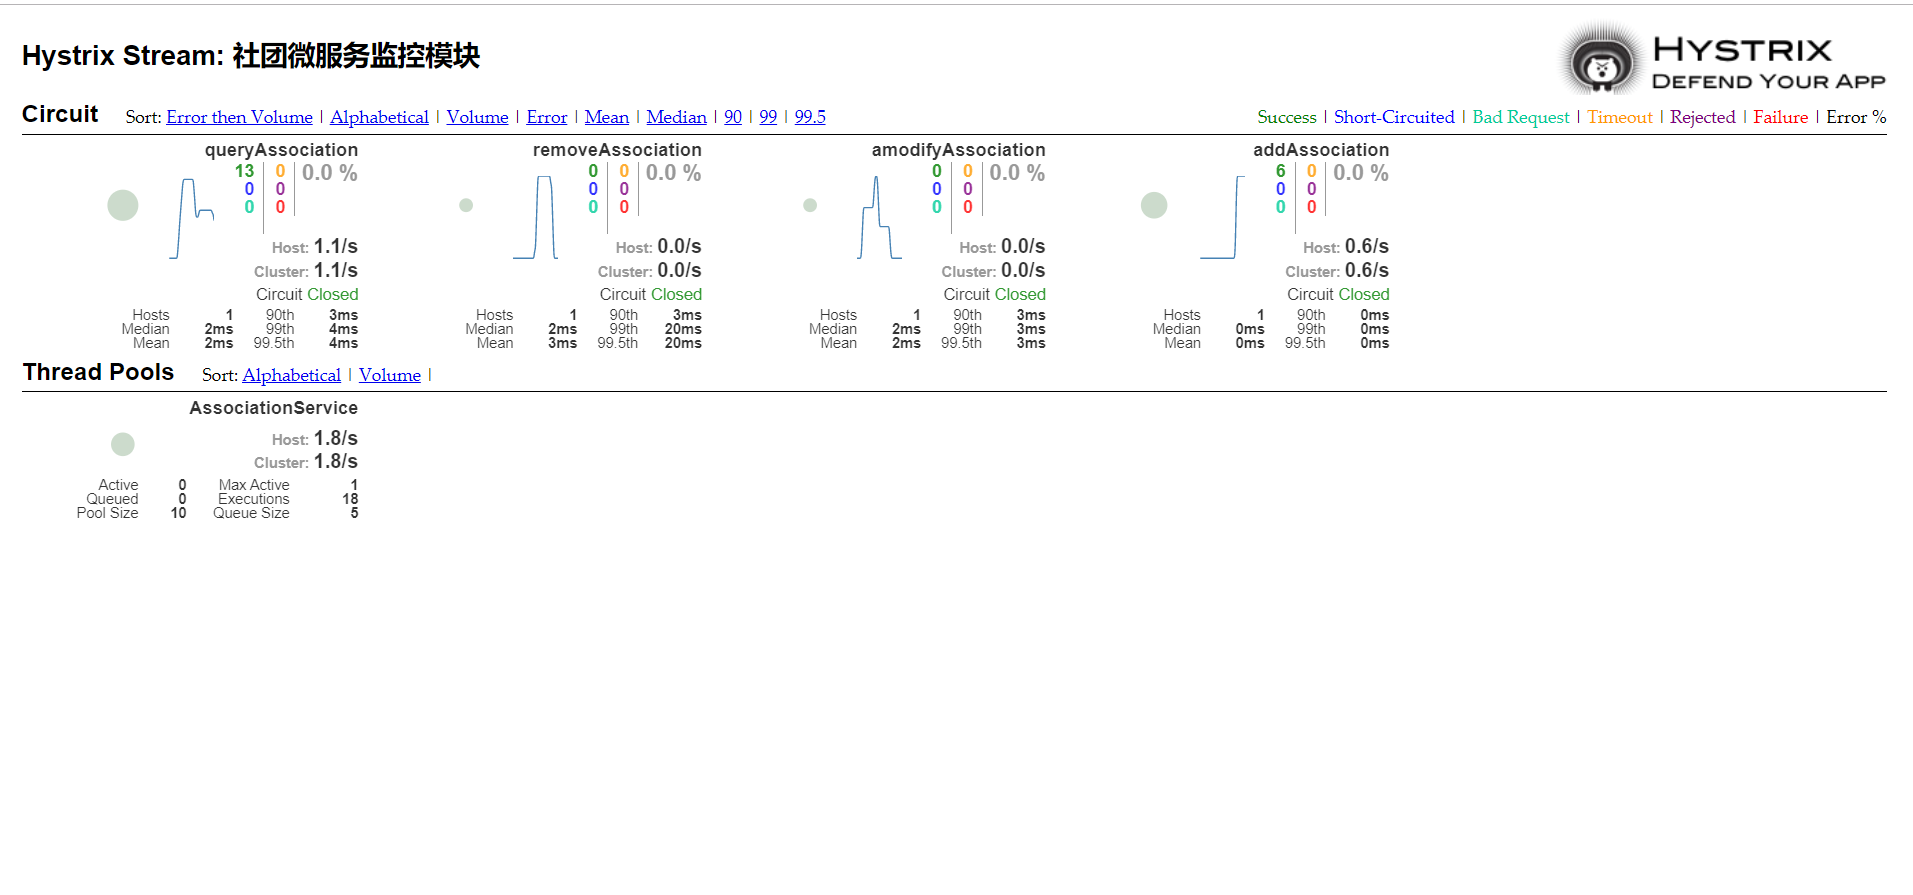 Hystrix Stream: 社团微服务监控模块
HYSTRIX
DEFEND YOUR APP
Circuit Sort: Error then Volume | Alphabetical | Volume | Error | Mean | Median | 90 | 99 | 99.5
Success | Short-Circuited | Bad Request | Timeout | Rejected | Failure | Error %
queryAssociation
13 0 0.0 %
0 0
0 0
Host: 1.1/s
Cluster: 1.1/s
Circuit Closed
Hosts 1 90th 3ms
Median 2ms 99th 4ms
Mean 2ms 99.5th 4ms
removeAssociation
0 0 0.0 %
0 0
0 0
Host: 0.0/s
Cluster: 0.0/s
Circuit Closed
Hosts 1 90th 3ms
Median 2ms 99th 20ms
Mean 3ms 99.5th 20ms
amodifyAssociation
0 0 0.0 %
0 0
0 0
Host: 0.0/s
Cluster: 0.0/s
Circuit Closed
Hosts 1 90th 3ms
Median 2ms 99th 3ms
Mean 2ms 99.5th 3ms
addAssociation
6 0 0.0 %
0 0
0 0
Host: 0.6/s
Cluster: 0.6/s
Circuit Closed
Hosts 1 90th 0ms
Median 0ms 99th 0ms
Mean 0ms 99.5th 0ms
Thread Pools Sort: Alphabetical | Volume |
AssociationService
Host: 1.8/s
Cluster: 1.8/s
Active 0 Max Active 1
Queued 0 Executions 18
Pool Size 10 Queue Size 5